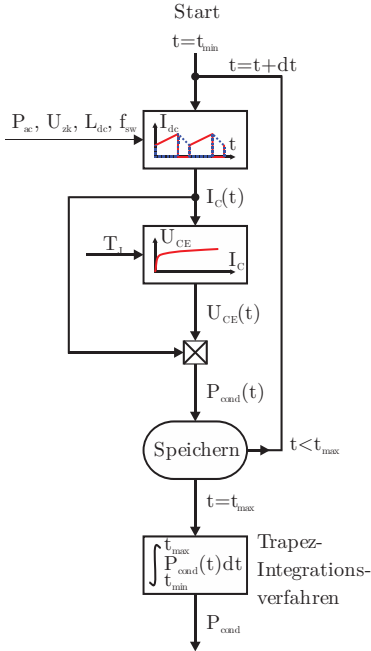 Start
t=t_min
t=t+dt
P_ac, U_zk, L_dc, f_sw
I_dc
t
I_C(t)
T_J
U_CE
I_C
U_CE(t)
P_cond(t)
Speichern
t<t_max
t=t_max
t_max
P_cond(t)dt
t_min
Trapez-
Integrations-
verfahren
P_cond